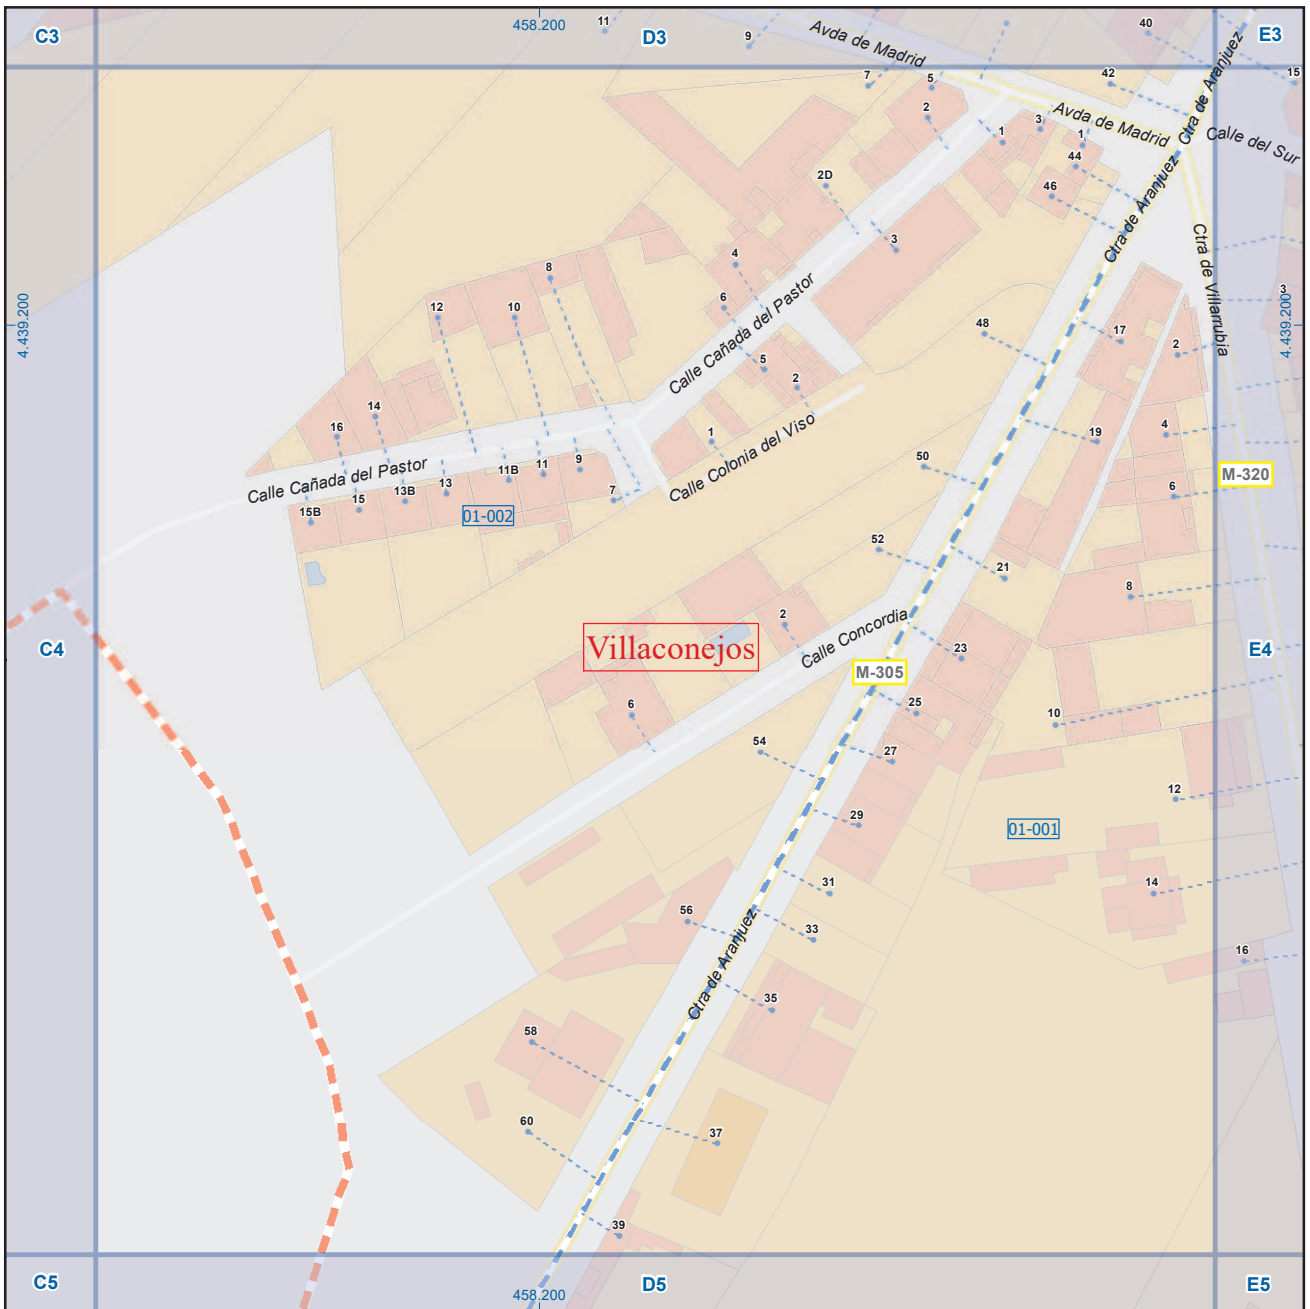 C3
458.200
11
D3
9
40
E3
Avda de Madrid
Ctra de Aranjuez
7
5
42
15
2
1
3
1
Avda de Madrid
Calle del Sur
44
2D
46
Ctra de Aranjuez
3
4
8
6
12
10
Calle Cañada del Pastor
Ctra de Villarrubia
3
4.439.200
4.439.200
48
17
2
5
2
14
16
1
Calle Colonia del Viso
19
4
50
9
11
11B
13
13B
15
15B
7
Calle Cañada del Pastor
M-320
6
01-002
52
21
8
2
Calle Concordia
23
Villaconejos
C4
E4
M-305
6
25
10
54
27
12
29
01-001
31
14
56
33
16
Ctra de Aranjuez
35
58
60
37
39
C5
458.200
D5
E5